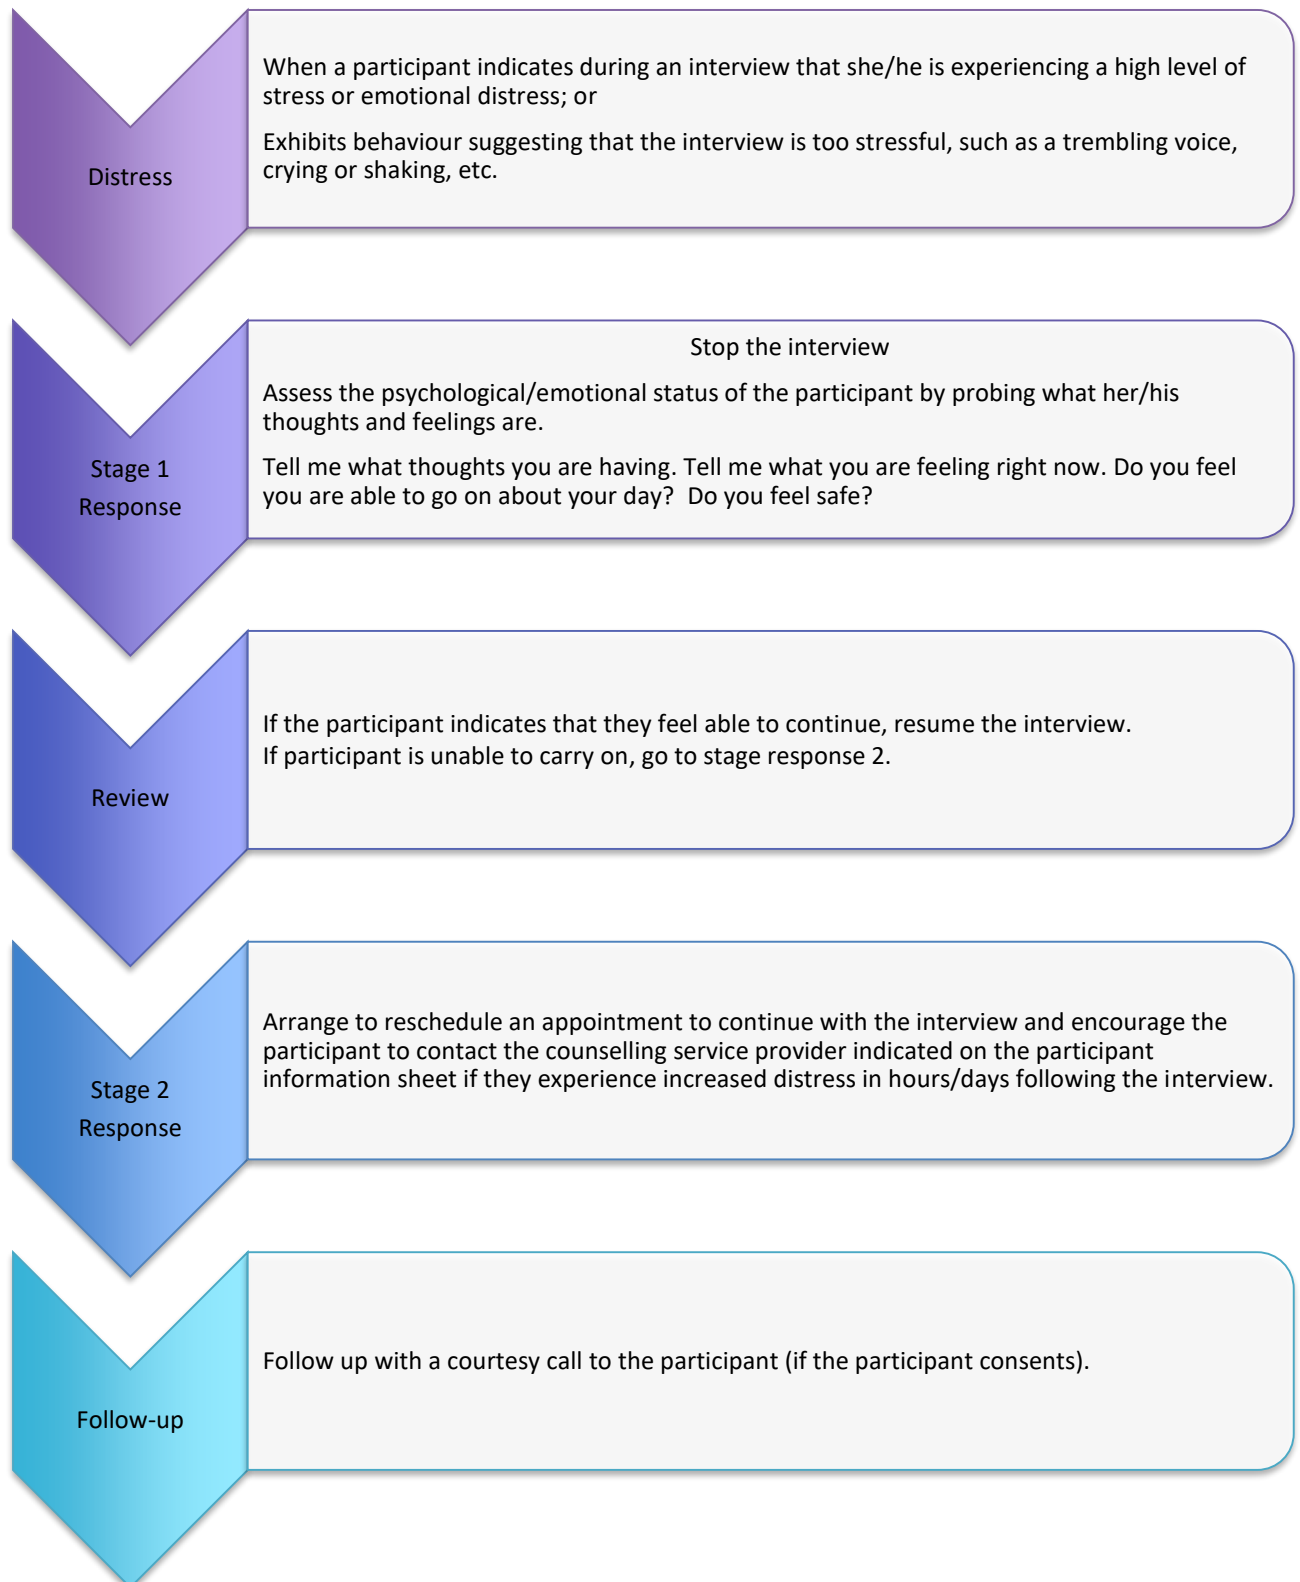 Distress
When a participant indicates during an interview that she/he is experiencing a high level of
stress or emotional distress; or
Exhibits behaviour suggesting that the interview is too stressful, such as a trembling voice,
crying or shaking, etc.
Stage 1
Response
Stop the interview
Assess the psychological/emotional status of the participant by probing what her/his
thoughts and feelings are.
Tell me what thoughts you are having. Tell me what you are feeling right now. Do you feel
you are able to go on about your day?  Do you feel safe?
Review
If the participant indicates that they feel able to continue, resume the interview.
If participant is unable to carry on, go to stage response 2.
Stage 2
Response
Arrange to reschedule an appointment to continue with the interview and encourage the
participant to contact the counselling service provider indicated on the participant
information sheet if they experience increased distress in hours/days following the interview.
Follow-up
Follow up with a courtesy call to the participant (if the participant consents).